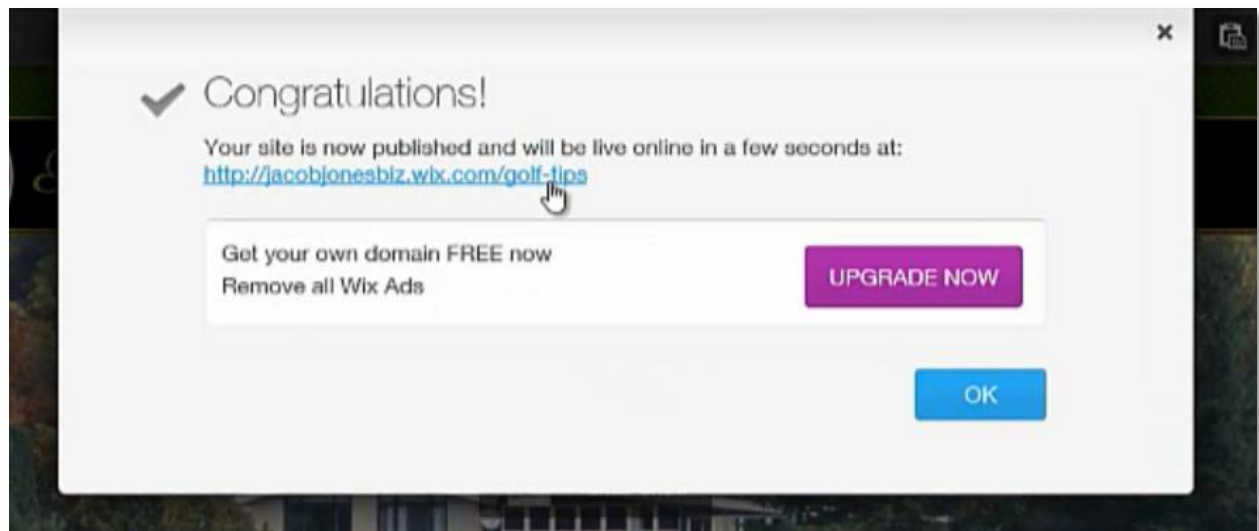 Congratulations!
Your site is now published and will be live online in a few seconds at:
http://jacobjonesbiz.wix.com/golf-tips
Get your own domain FREE now
Remove all Wix Ads
UPGRADE NOW
OK